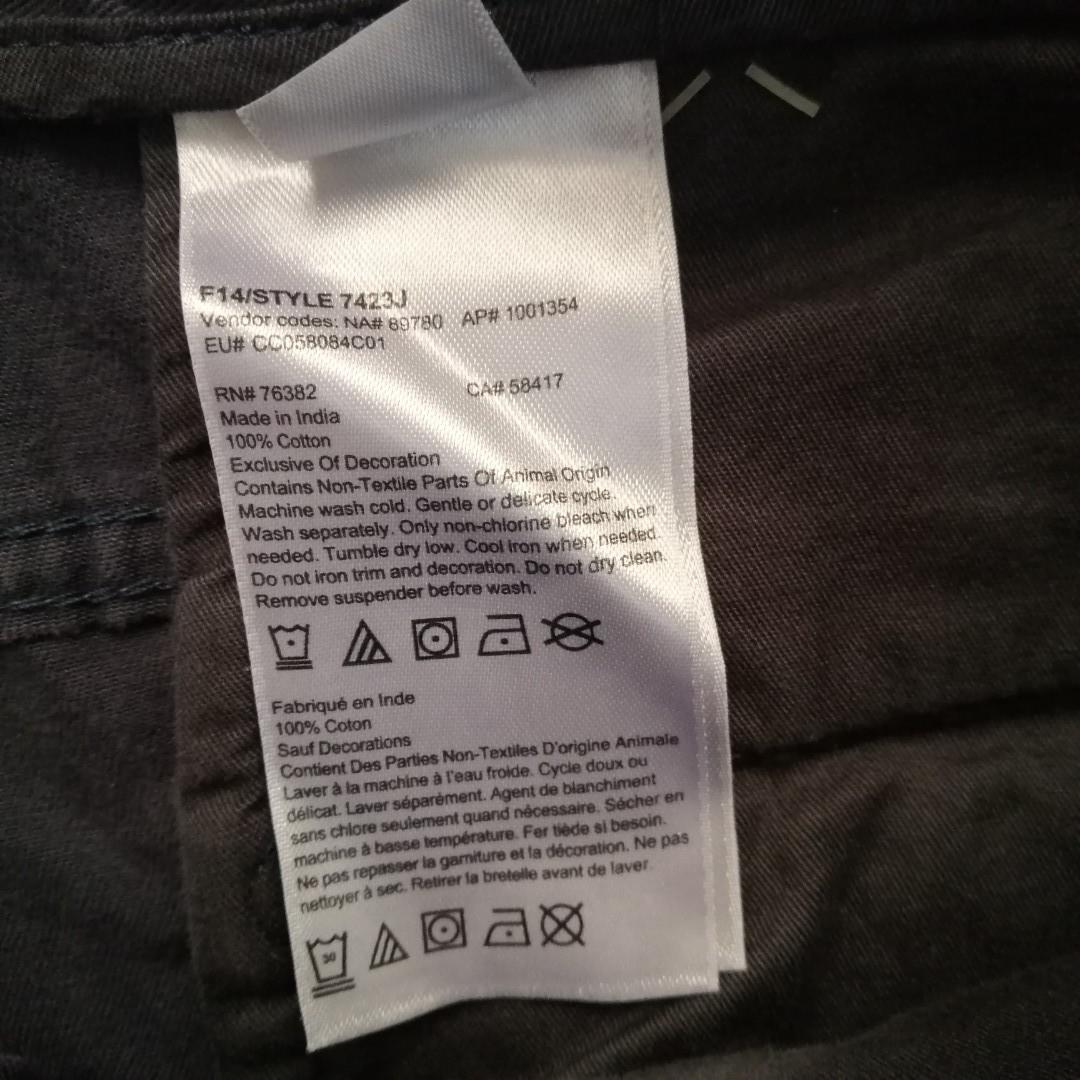 F14/STYLE 7423J
Vendor codes: NA# 89780 AP# 1001354
EU# CC058084C01
RN# 76382 CA# 58417
Made in India
100% Cotton
Exclusive Of Decoration
Contains Non-Textile Parts Of Animal Origin
Machine wash cold. Gentle or delicate cycle.
Wash separately. Only non-chlorine bleach when
needed. Tumble dry low. Cool iron when needed.
Do not iron trim and decoration. Do not dry clean.
Remove suspender before wash.
Fabriqué en Inde
100% Coton
Sauf Decorations
Contient Des Parties Non-Textiles D'origine Animale
Laver à la machine à l'eau froide. Cycle doux ou
délicat. Laver séparément. Agent de blanchiment
sans chlore seulement quand nécessaire. Sécher en
machine à basse température. Fer tiède si besoin.
Ne pas repasser la garniture et la décoration. Ne pas
nettoyer à sec. Retirer la bretelle avant de laver.
30